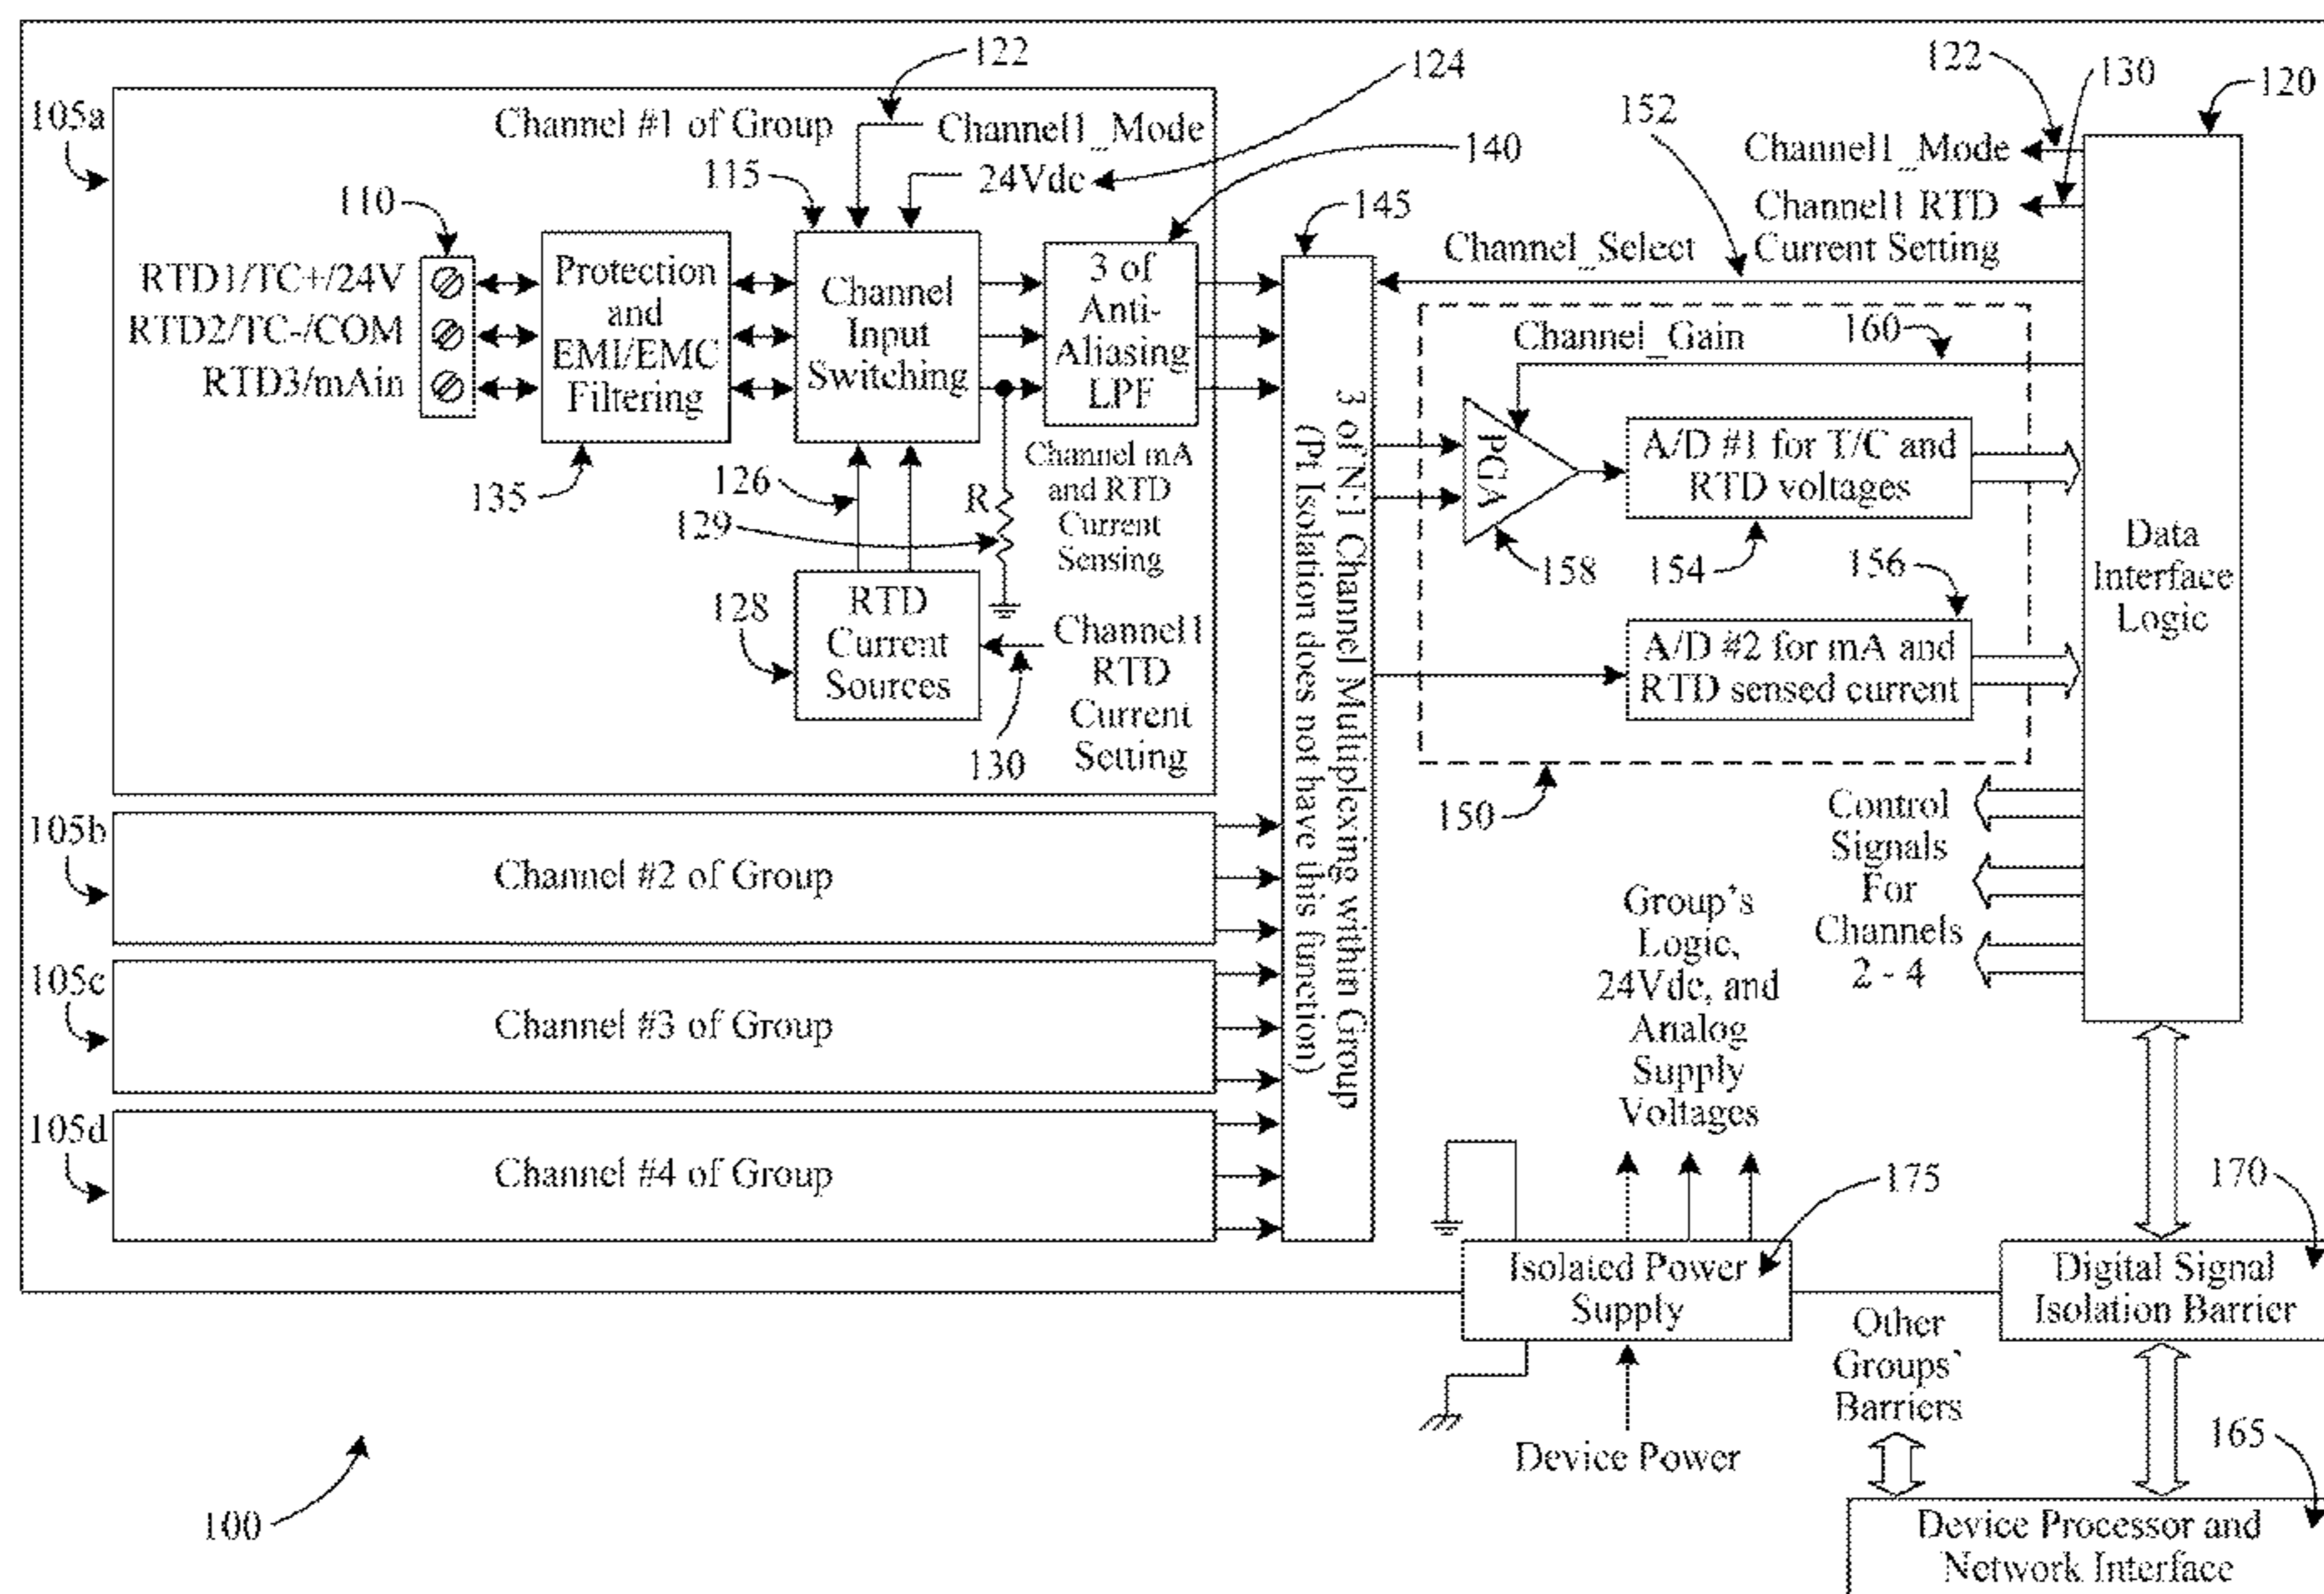 122
124
122
130
120
105a
Channel #1 of Group
Channel1_Mode
152
Channel1_Mode
115
24Vdc
140
110
145
Channel1 RTD
Current Setting
Channel_Select
RTD1/TC+/24V
RTD2/TC-/COM
RTD3/mAin
Protection
and
EMI/EMC
Filtering
Channel
Input
Switching
3 of
Anti-
Aliasing
LPF
Channel_Gain
160
3 of N:1 Channel Multiplexing within Group
(Pt Isolation does not have this function)
PGA
A/D #1 for T/C and
RTD voltages
135
126
R
129
Channel mA
and RTD
Current
Sensing
158
154
156
Data
Interface
Logic
128
RTD
Current
Sources
Channel1
RTD
Current
Setting
130
A/D #2 for mA and
RTD sensed current
150
105b
Channel #2 of Group
Control
Signals
For
Channels
2 - 4
Group's
Logic,
24Vdc, and
Analog
Supply
Voltages
105c
Channel #3 of Group
105d
Channel #4 of Group
175
170
Isolated Power
Supply
Digital Signal
Isolation Barrier
Other
Groups'
Barriers
Device Power
165
100
Device Processor and
Network Interface